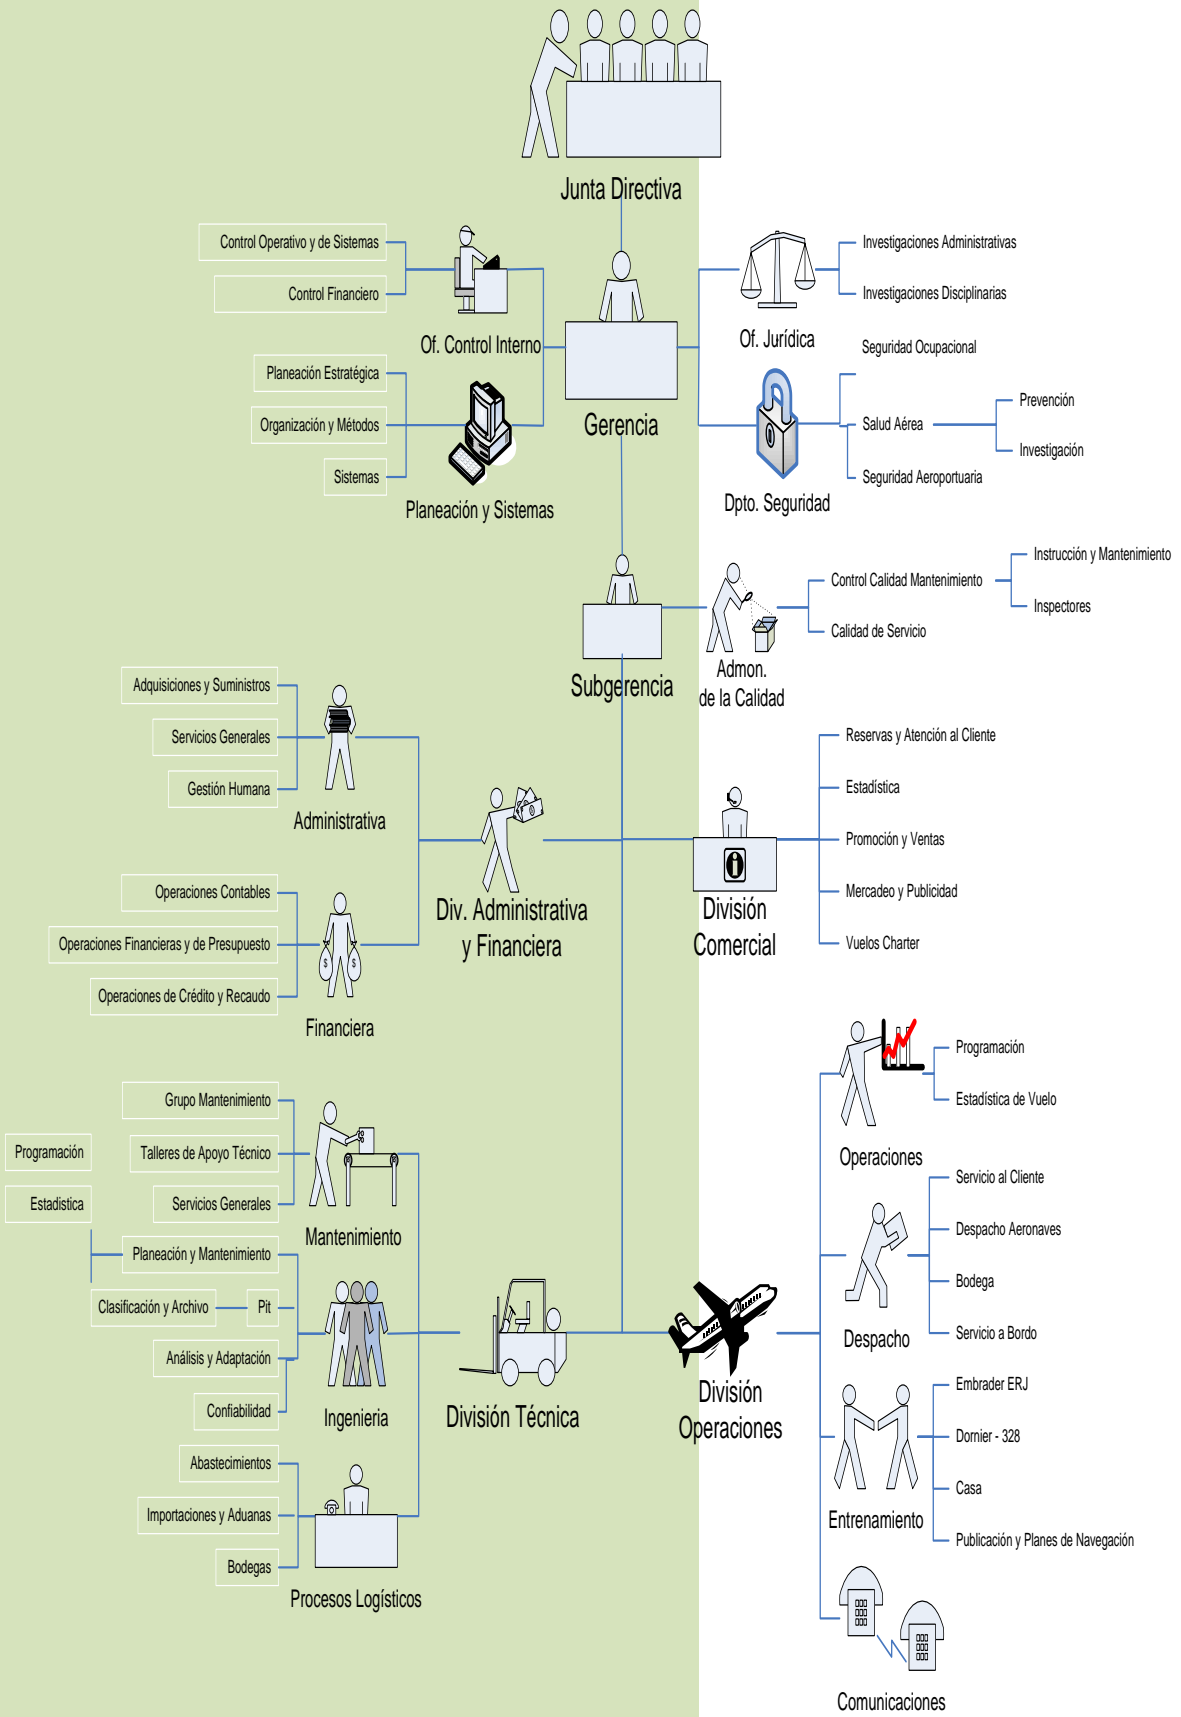 Junta Directiva
Control Operativo y de Sistemas
Control Financiero
Of. Control Interno
Investigaciones Administrativas
Investigaciones Disciplinarias
Of. Jurídica
Gerencia
Planeación Estratégica
Organización y Métodos
Sistemas
Planeación y Sistemas
Seguridad Ocupacional
Salud Aérea
Seguridad Aeroportuaria
Prevención
Investigación
Dpto. Seguridad
Subgerencia
Admon.
de la Calidad
Control Calidad Mantenimiento
Calidad de Servicio
Instrucción y Mantenimiento
Inspectores
Adquisiciones y Suministros
Servicios Generales
Gestión Humana
Administrativa
Operaciones Contables
Operaciones Financieras y de Presupuesto
Operaciones de Crédito y Recaudo
$ $
Financiera
Div. Administrativa
y Financiera
División
Comercial
Reservas y Atención al Cliente
Estadística
Promoción y Ventas
Mercadeo y Publicidad
Vuelos Charter
Grupo Mantenimiento
Talleres de Apoyo Técnico
Servicios Generales
Mantenimiento
Programación
Estadistica
Planeación y Mantenimiento
Clasificación y Archivo
Pit
Análisis y Adaptación
Confiabilidad
Ingenieria
Abastecimientos
Importaciones y Aduanas
Bodegas
Procesos Logísticos
División Técnica
División
Operaciones
Programación
Estadística de Vuelo
Operaciones
Servicio al Cliente
Despacho Aeronaves
Bodega
Servicio a Bordo
Despacho
Embrader ERJ
Dornier - 328
Casa
Publicación y Planes de Navegación
Entrenamiento
Comunicaciones